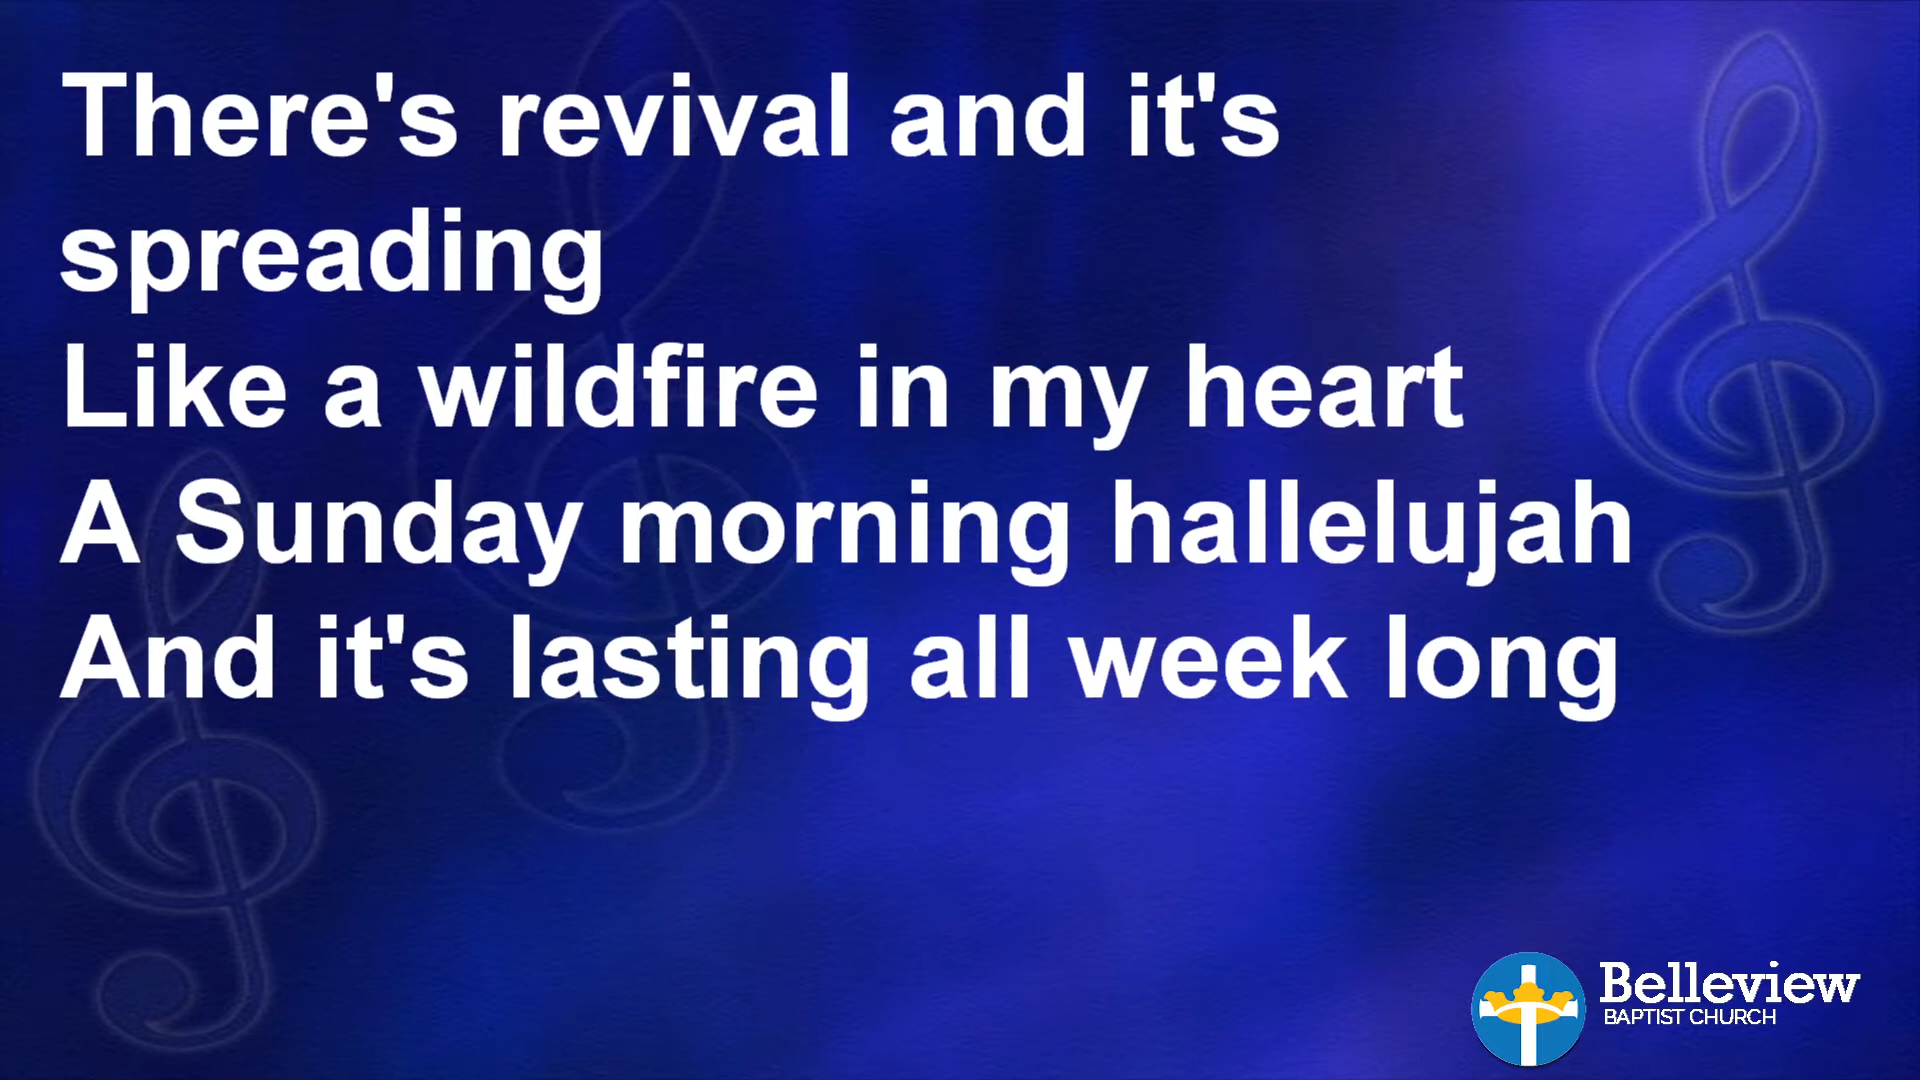 There's revival and it's
spreading
Like a wildfire in my heart
A Sunday morning hallelujah
And it's lasting all week long
Belleview
BAPTIST CHURCH